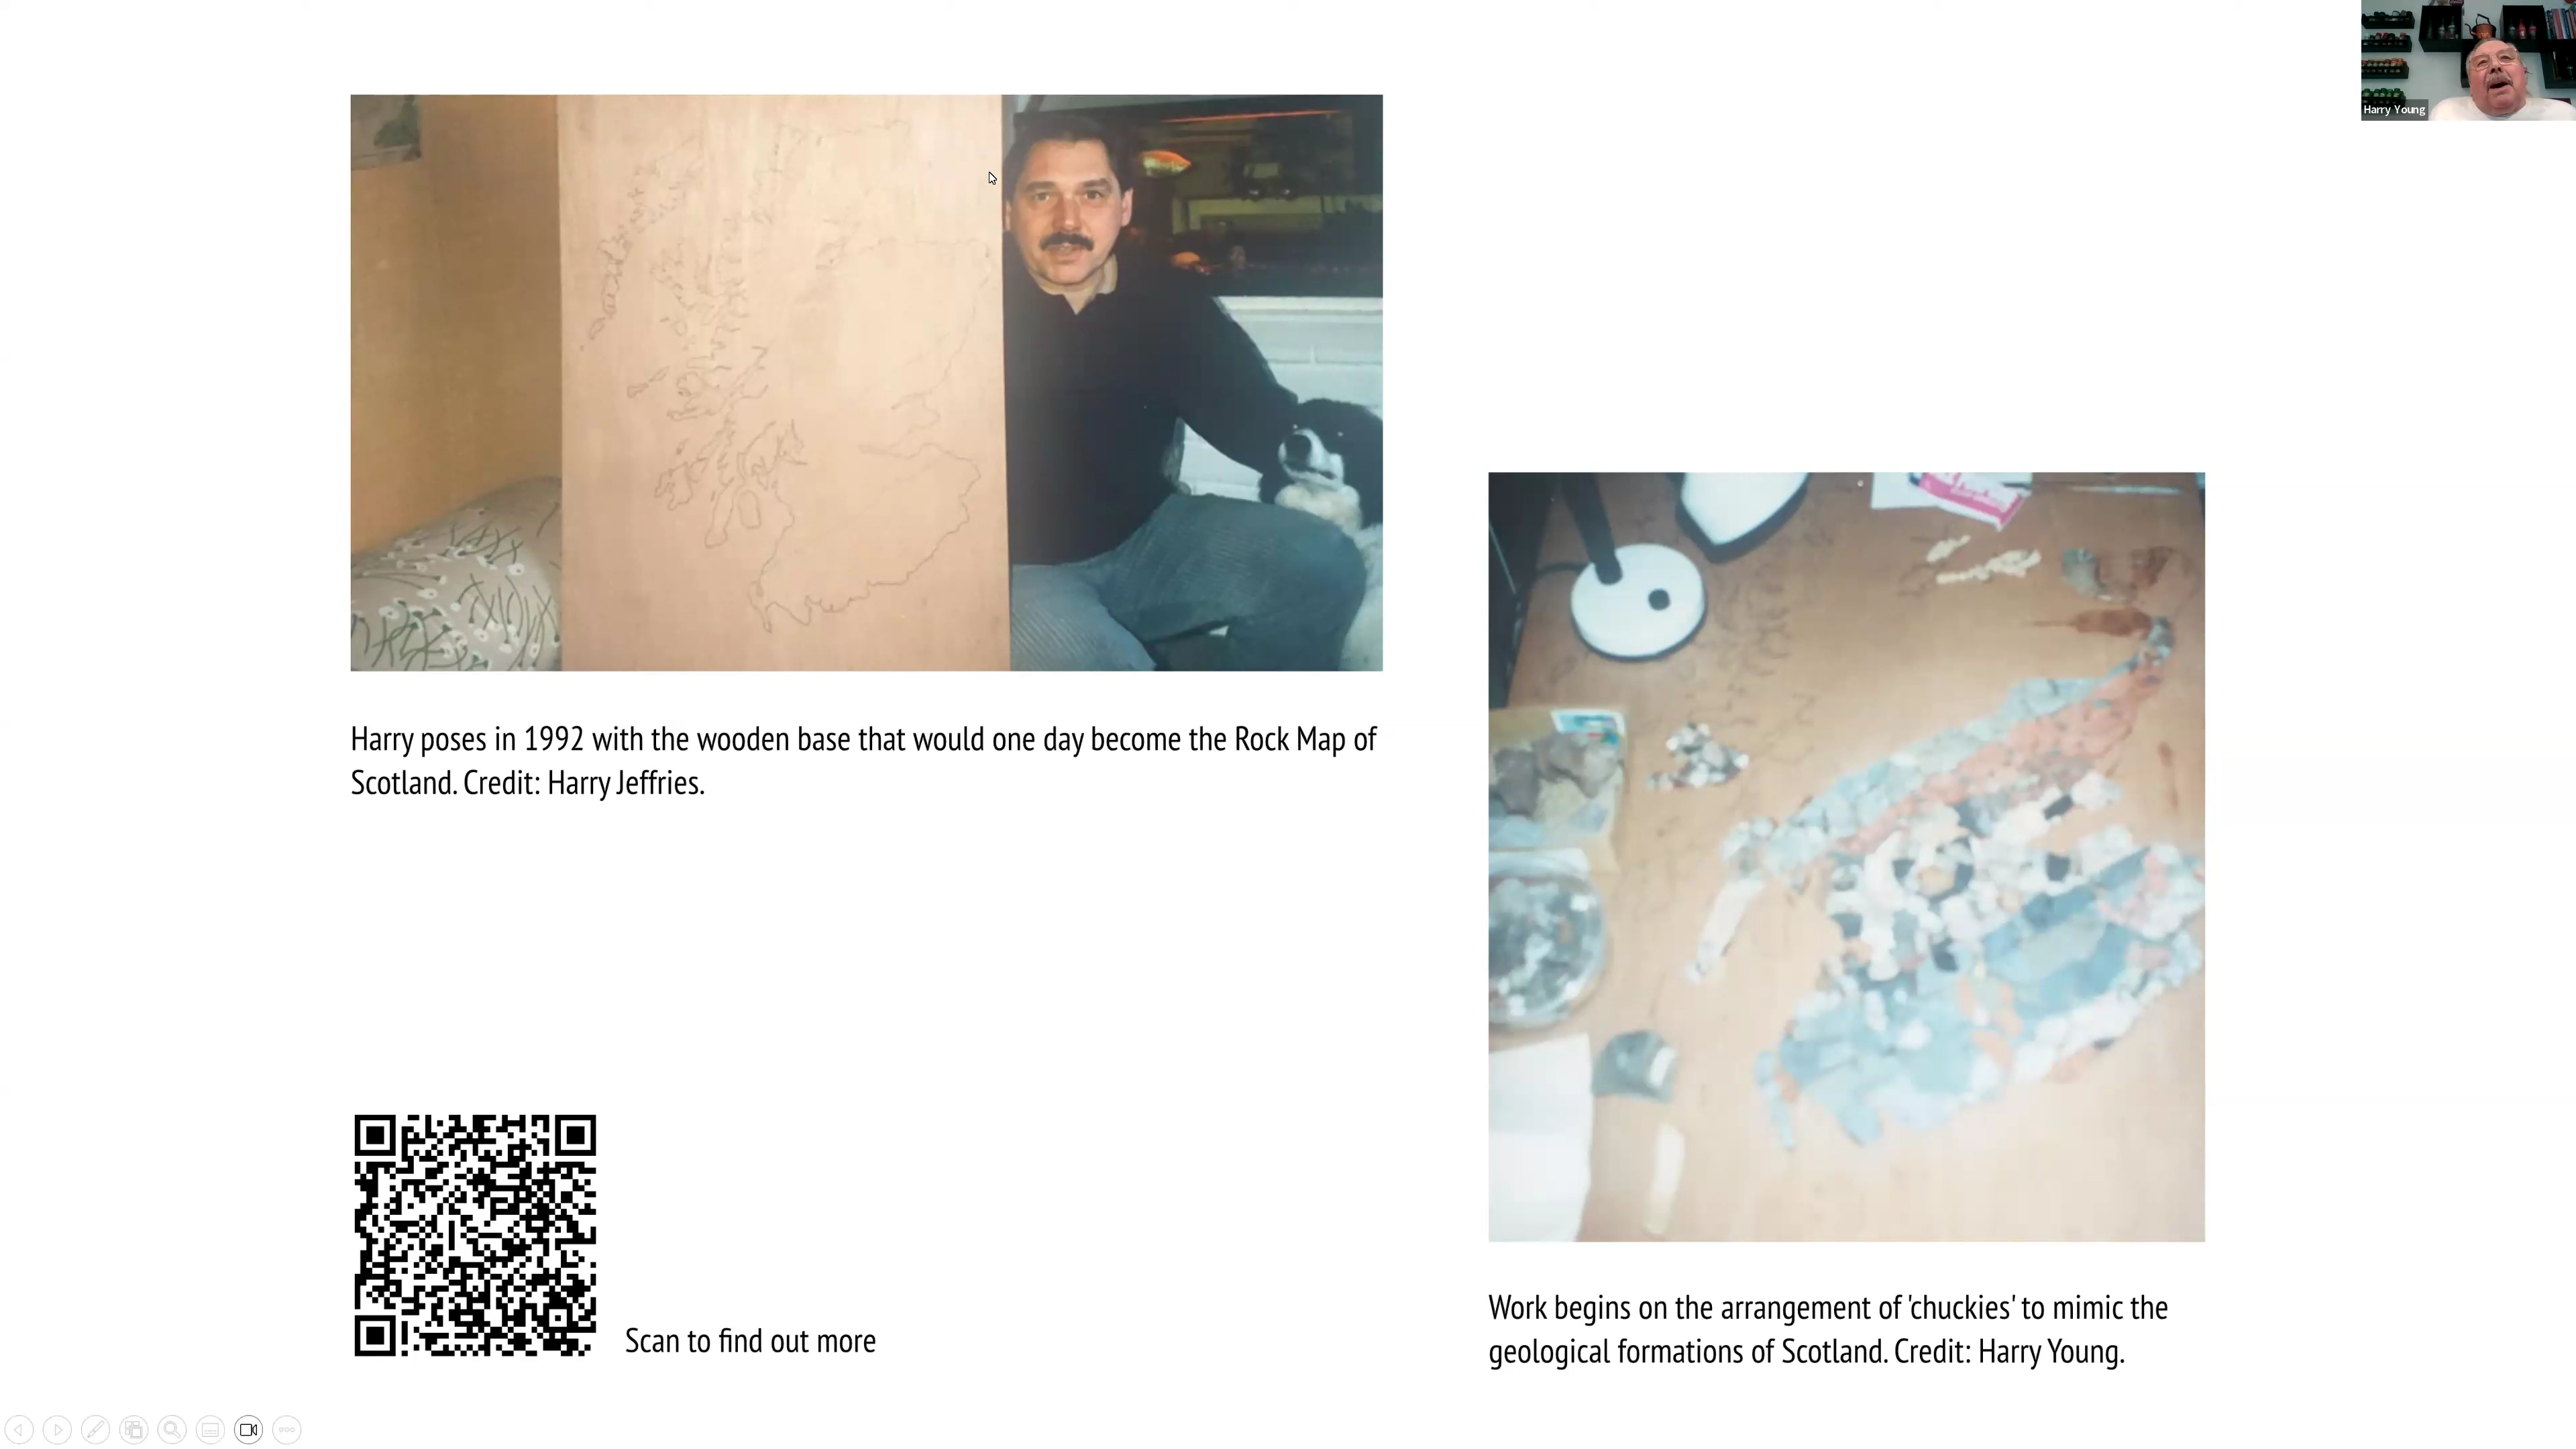 Harry Young
Harry poses in 1992 with the wooden base that would one day become the Rock Map of
Scotland. Credit: Harry Jeffries.
Scan to find out more
Work begins on the arrangement of 'chuckies' to mimic the
geological formations of Scotland. Credit: Harry Young.